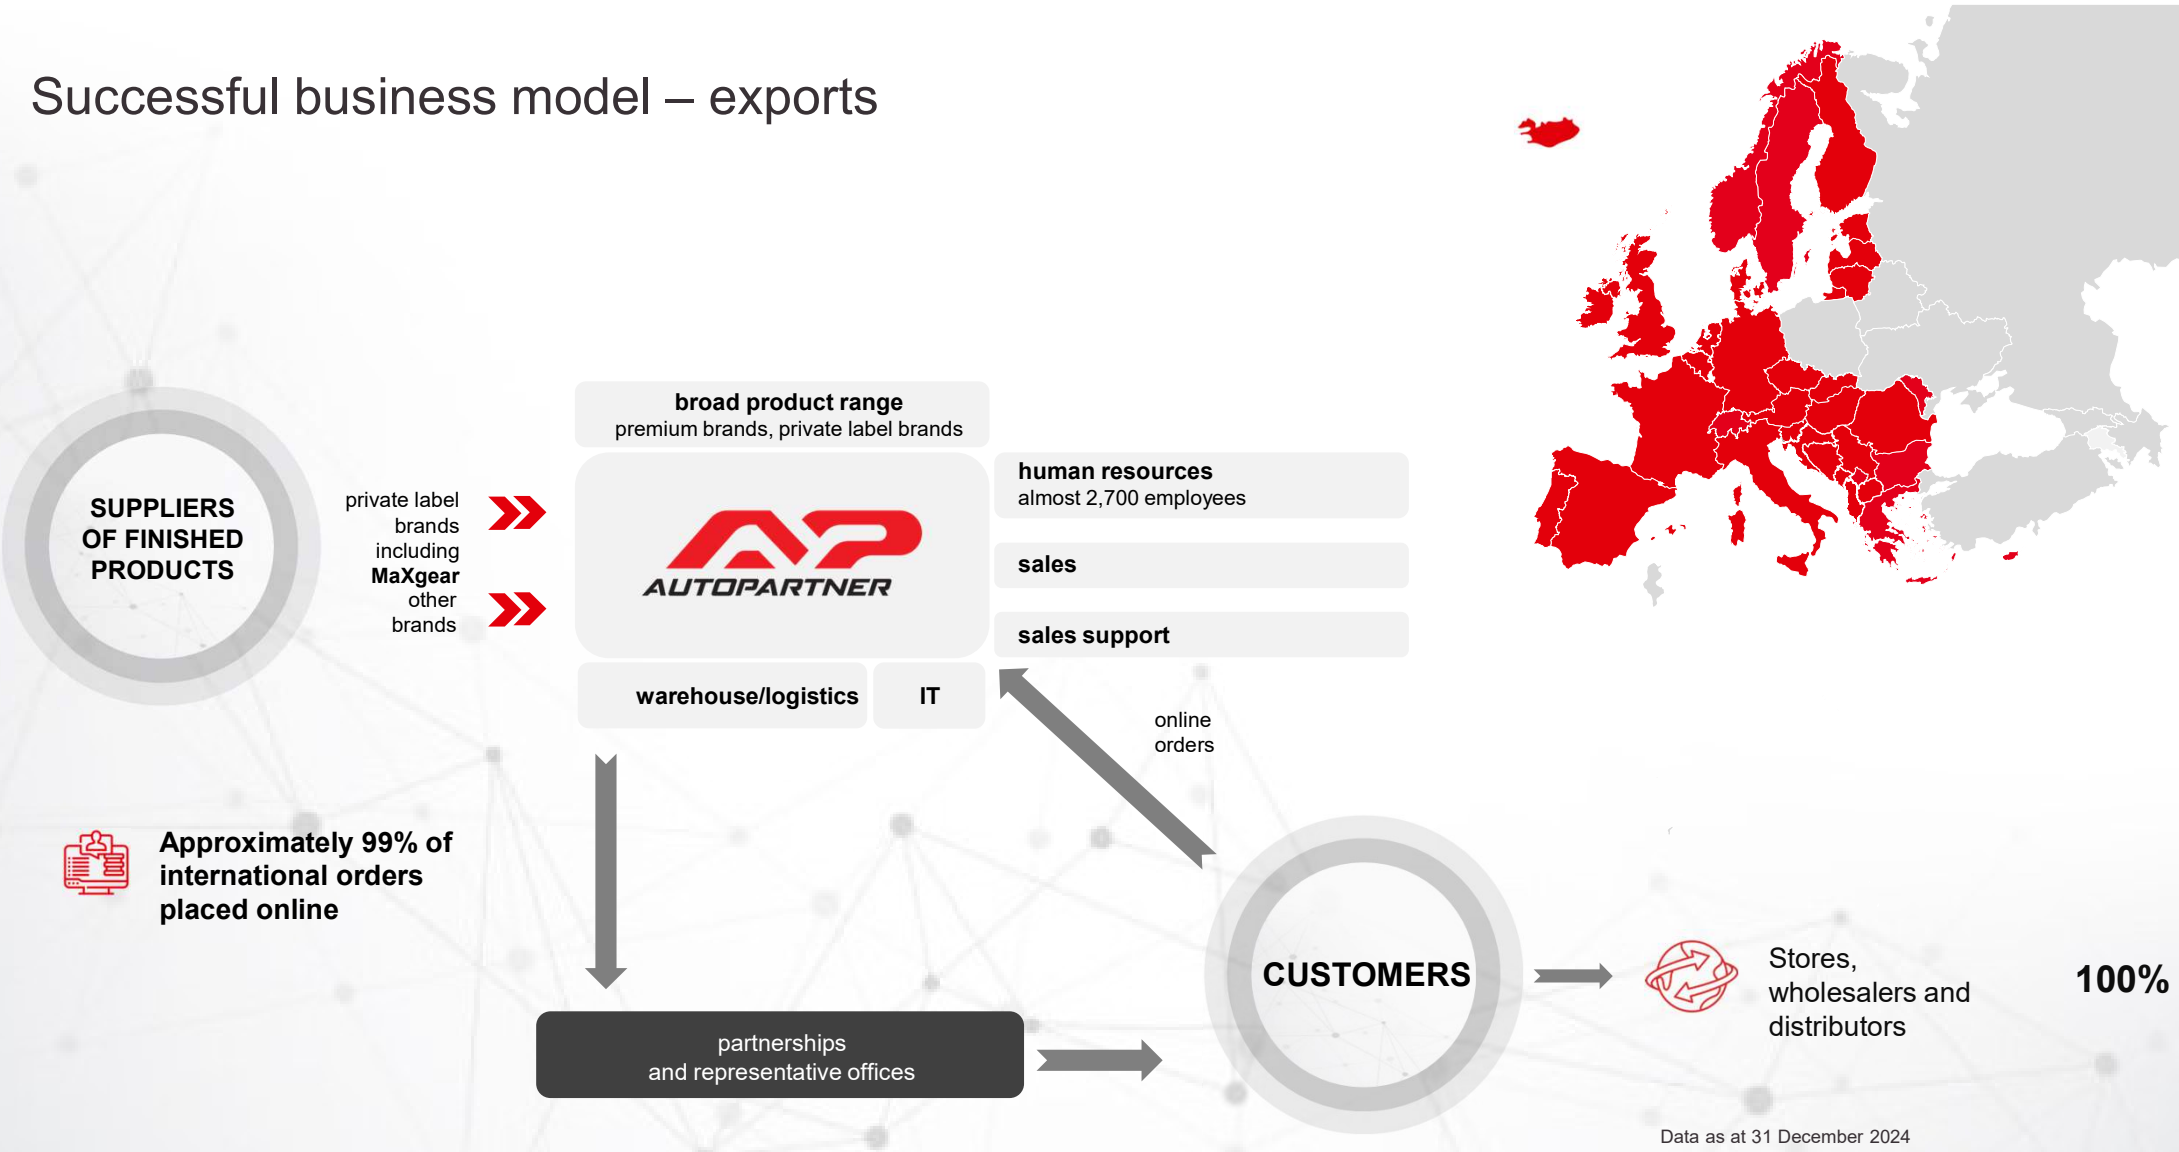 Successful business model – exports
broad product range
premium brands, private label brands
SUPPLIERS
OF FINISHED
PRODUCTS
private label
brands
including
MaXgear
other
brands
AUTOPARTNER
human resources
almost 2,700 employees
sales
sales support
warehouse/logistics
IT
online
orders
Approximately 99% of
international orders
placed online
CUSTOMERS
Stores,
wholesalers and
distributors
100%
partnerships
and representative offices
Data as at 31 December 2024